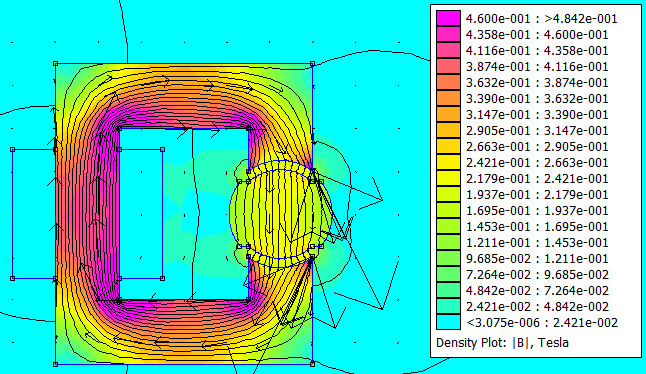 4.600e-001 : >4.842e-001
4.358e-001 : 4.600e-001
4.116e-001 : 4.358e-001
3.874e-001 : 4.116e-001
3.632e-001 : 3.874e-001
3.390e-001 : 3.632e-001
3.147e-001 : 3.390e-001
2.905e-001 : 3.147e-001
2.663e-001 : 2.905e-001
2.421e-001 : 2.663e-001
2.179e-001 : 2.421e-001
1.937e-001 : 2.179e-001
1.695e-001 : 1.937e-001
1.453e-001 : 1.695e-001
1.211e-001 : 1.453e-001
9.685e-002 : 1.211e-001
7.264e-002 : 9.685e-002
4.842e-002 : 7.264e-002
2.421e-002 : 4.842e-002
<3.075e-006 : 2.421e-002
Density Plot: |B|, Tesla